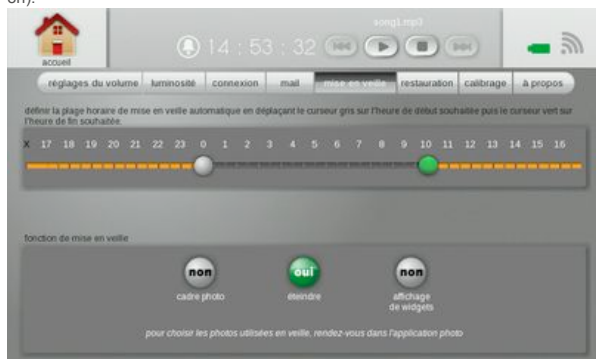 on).
song1.mp3
14 : 53 : 32
accueil
réglages du volume luminosité connexion mail mise en veille restauration calibrage à propos
définir la plage horaire de mise en veille automatique en déplaçant le curseur gris sur l'heure de début souhaitée puis le curseur vert sur
l'heure de fin souhaitée.
X 17 18 19 20 21 22 23 0 1 2 3 4 5 6 7 8 9 10 11 12 13 14 15 16
fonction de mise en veille
non oui non
cadre photo éteindre affichage
de widgets
pour choisir les photos utilisées en veille, rendez-vous dans l'application photo